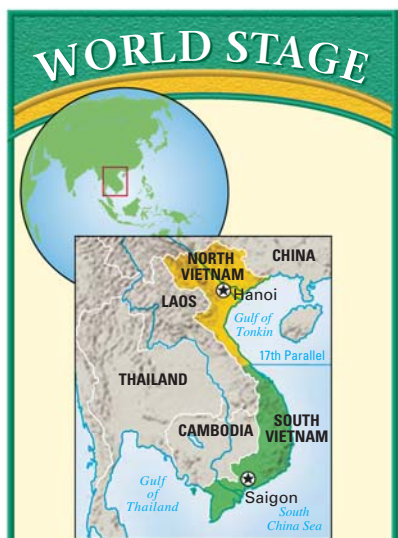 WORLD STAGE
NORTH
VIETNAM
CHINA
LAOS
Hanoi
Gulf of
Tonkin
17th Parallel
THAILAND
CAMBODIA
SOUTH
VIETNAM
Gulf
of
Thailand
Saigon
South
China Sea